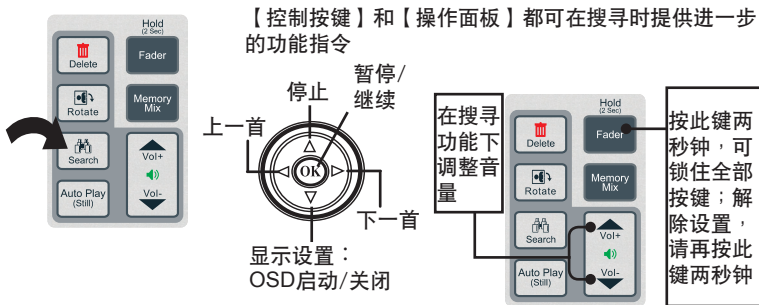 【控制按键】和【操作面板】都可在搜寻时提供进一步
的功能指令
Hold
(2 Sec)
Delete
Fader
Rotate
Memory
Mix
Search
Vol+
Auto Play
(Still)
Vol-
停止
暂停/
继续
上一首
OK
下一首
显示设置：
OSD启动/关闭
在搜寻
功能下
调整音
量
Hold
(2 Sec)
Delete
Fader
Rotate
Memory
Mix
Search
Vol+
Auto Play
(Still)
Vol-
按此键两
秒钟，可
锁住全部
按键；解
除设置，
请再按此
键两秒钟